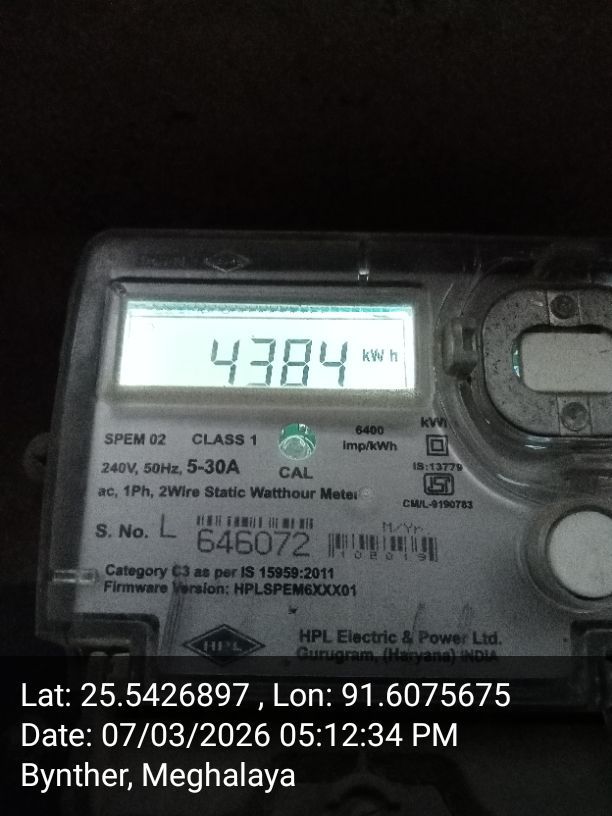 4384 kWh
SPEM 02 CLASS 1 6400 imp/kWh kWh
240V, 50Hz, 5-30A CAL IS:13779
ac, 1Ph, 2Wire Static Watthour Meter CM/L-9190783
S. No. L 646072 M/Yr
102019
Category C3 as per IS 15959:2011
Firmware Version: HPLSPEM6XXX01
HPL HPL Electric & Power Ltd.
Gurugram, (Haryana) INDIA
Lat: 25.5426897 , Lon: 91.6075675
Date: 07/03/2026 05:12:34 PM
Bynther, Meghalaya